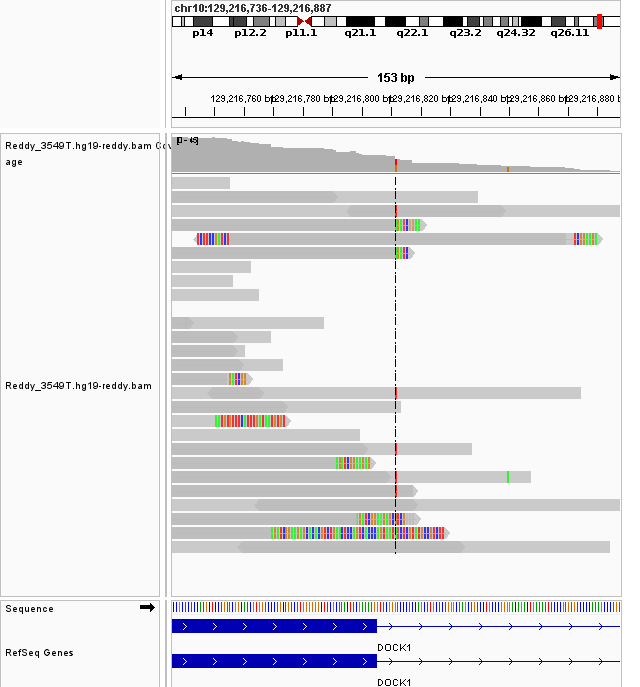 chr10:129,216,736-129,216,887
p14 p12.2 p11.1 q21.1 q22.1 q23.2 q24.32 q26.11
153 bp
129,216,760 bp 129,216,780 bp 129,216,800 bp 129,216,820 bp 129,216,840 bp 129,216,860 bp 129,216,880 b
Reddy_3549T.hg19-reddy.bam Cov
age
Reddy_3549T.hg19-reddy.bam
Sequence
DOCK1
RefSeq Genes
DOCK1